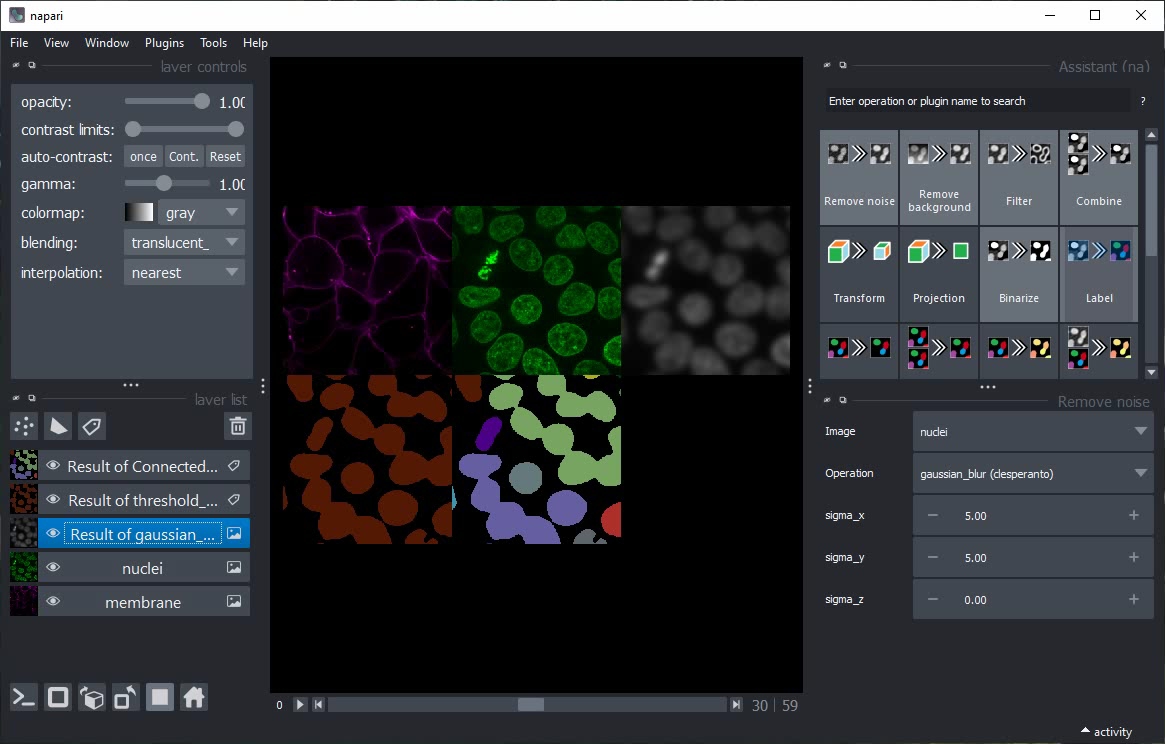 napari
File View Window Plugins Tools Help
layer controls
opacity: 1.00
contrast limits:
auto-contrast: once Cont. Reset
gamma: 1.00
colormap: gray
blending: translucent_
interpolation: nearest
layer list
Result of Connected...
Result of threshold_...
Result of gaussian_...
nuclei
membrane
0 30 | 59
Assistant (na)
Enter operation or plugin name to search ?
Remove noise
Remove background
Filter
Combine
Transform
Projection
Binarize
Label
Remove noise
Image nuclei
Operation gaussian_blur (desperanto)
sigma_x − 5.00 +
sigma_y − 5.00 +
sigma_z − 0.00 +
activity